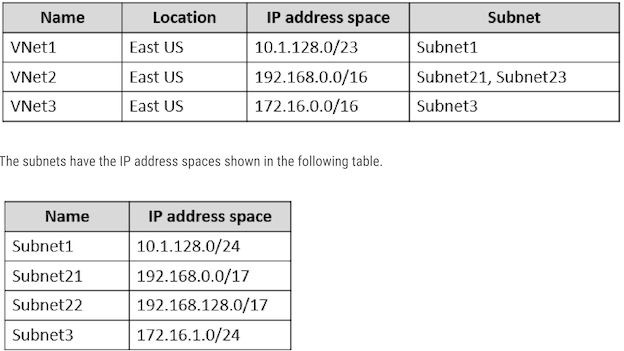 Name Location IP address space Subnet
VNet1 East US 10.1.128.0/23 Subnet1
VNet2 East US 192.168.0.0/16 Subnet21, Subnet23
VNet3 East US 172.16.0.0/16 Subnet3
The subnets have the IP address spaces shown in the following table.
Name IP address space
Subnet1 10.1.128.0/24
Subnet21 192.168.0.0/17
Subnet22 192.168.128.0/17
Subnet3 172.16.1.0/24